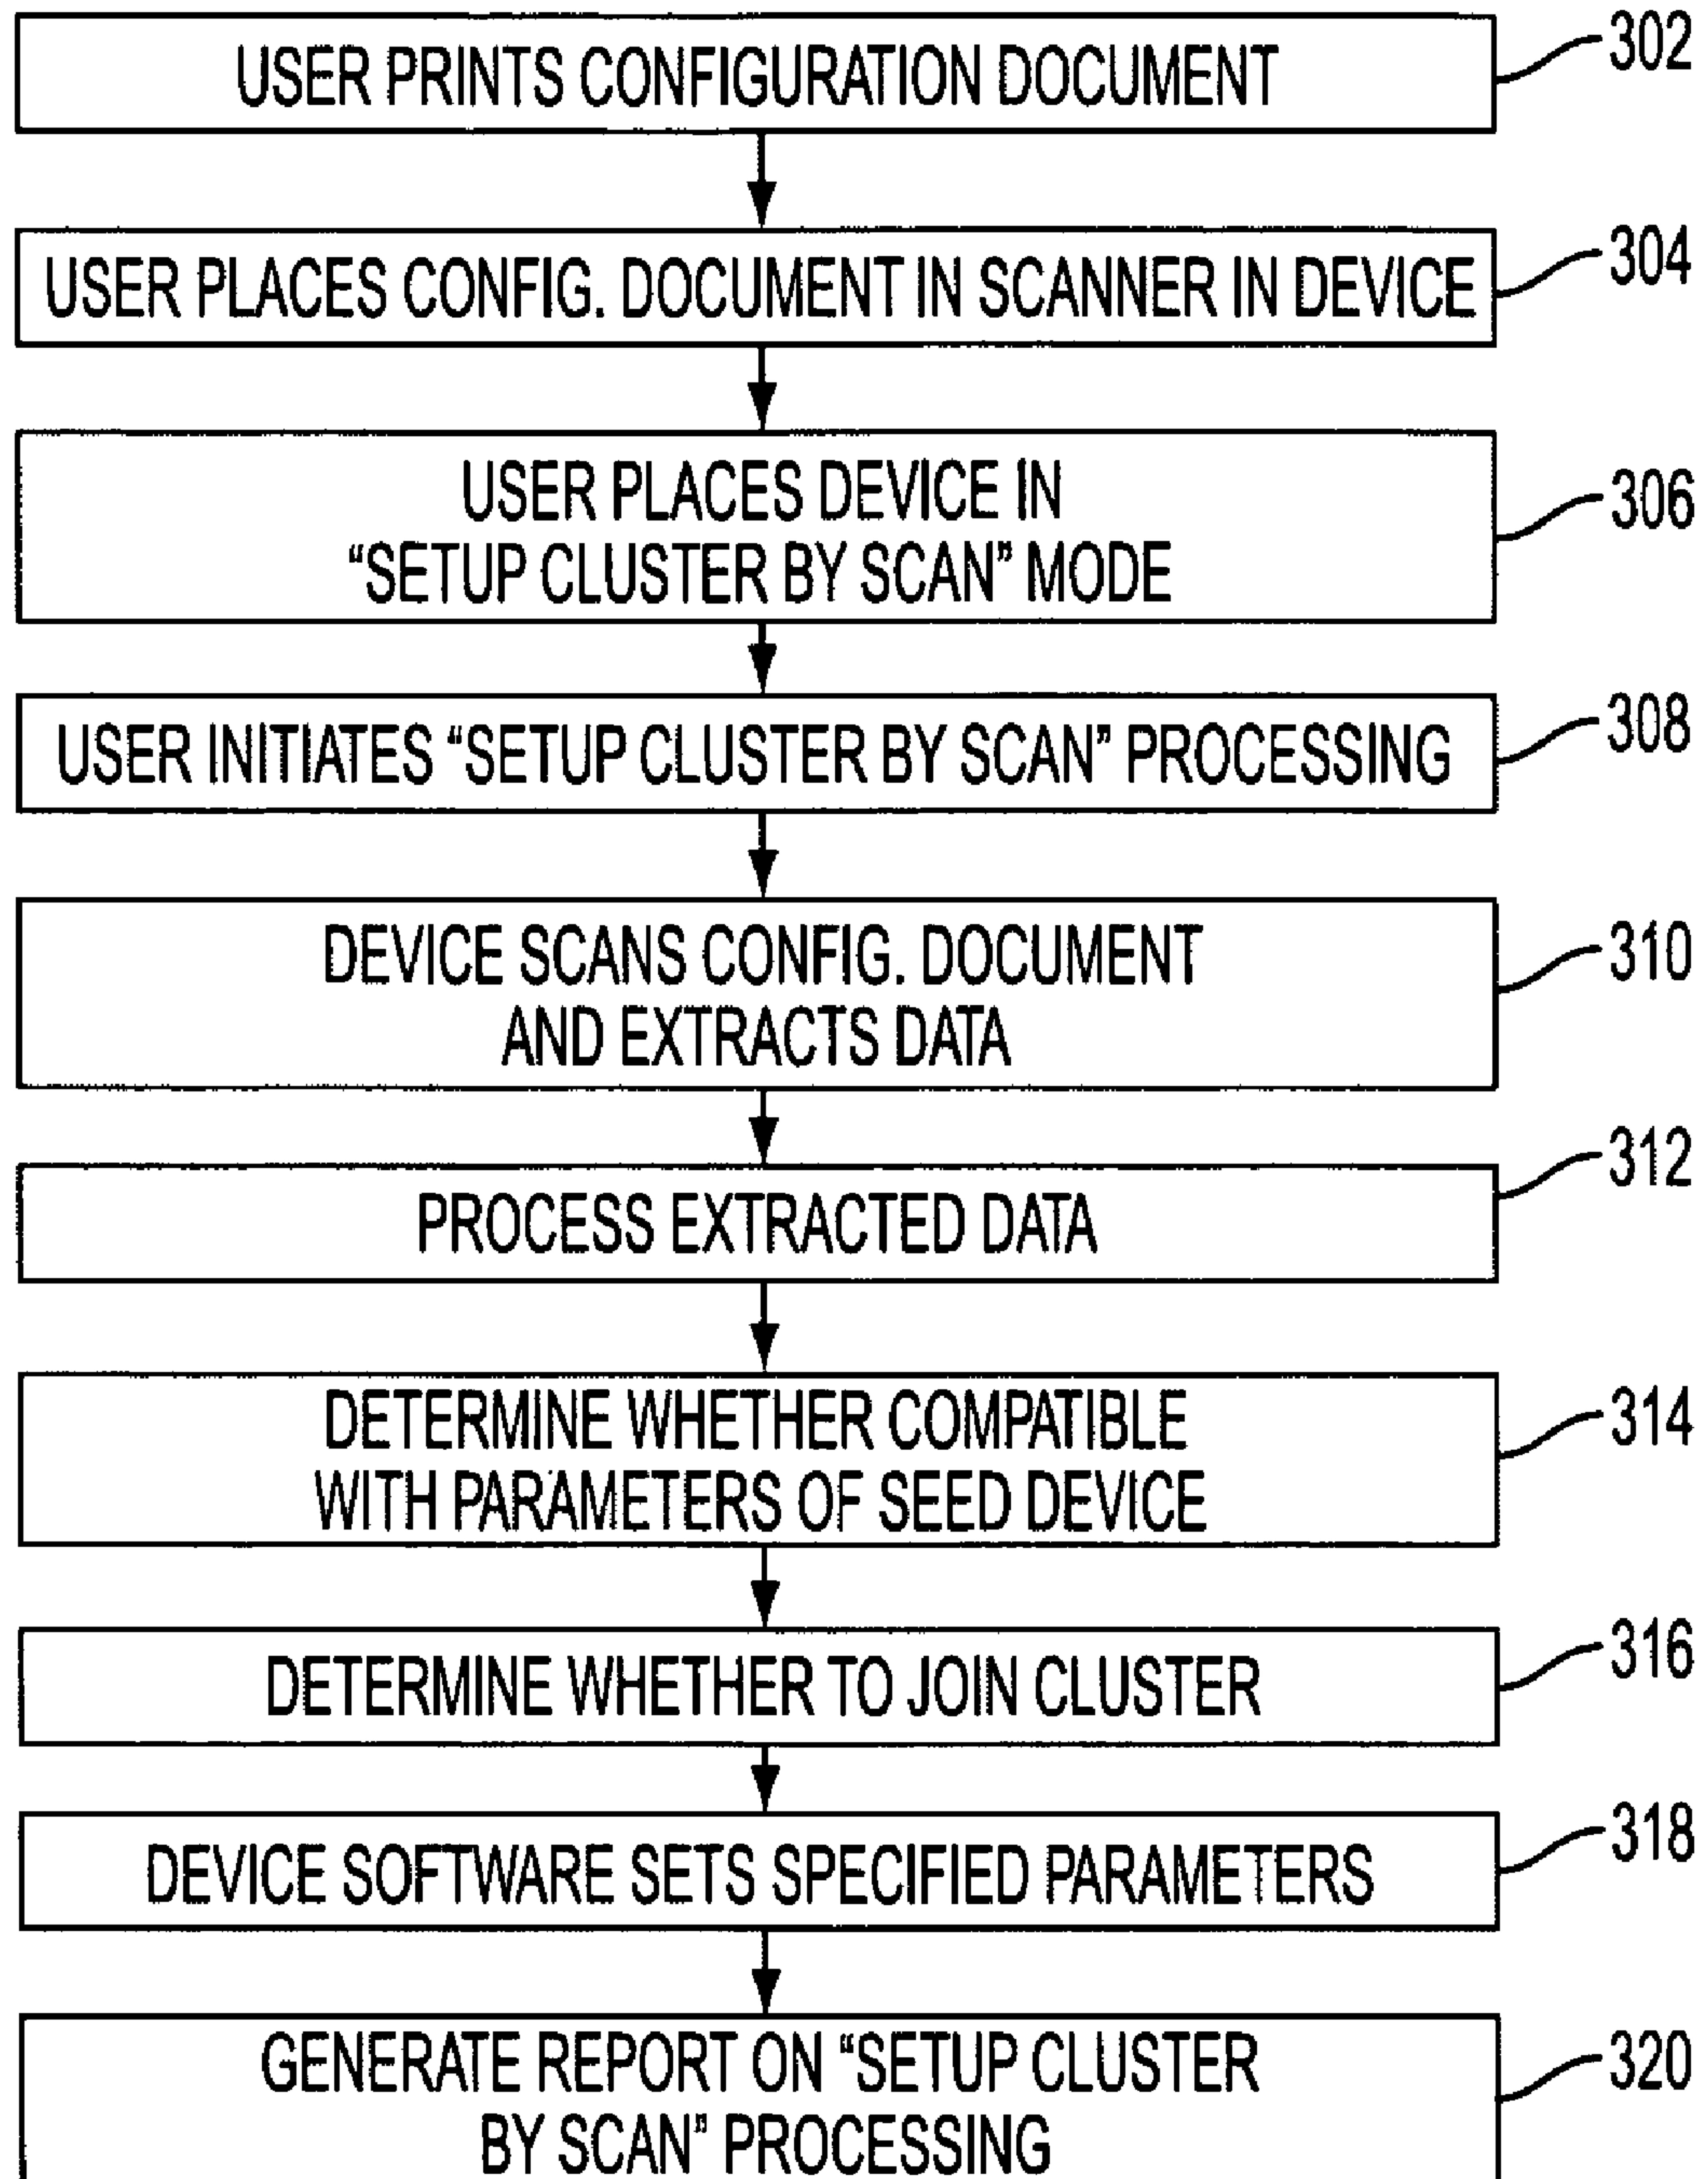 USER PRINTS CONFIGURATION DOCUMENT
302
USER PLACES CONFIG. DOCUMENT IN SCANNER IN DEVICE
304
USER PLACES DEVICE IN
“SETUP CLUSTER BY SCAN” MODE
306
USER INITIATES “SETUP CLUSTER BY SCAN” PROCESSING
308
DEVICE SCANS CONFIG. DOCUMENT
AND EXTRACTS DATA
310
PROCESS EXTRACTED DATA
312
DETERMINE WHETHER COMPATIBLE
WITH PARAMETERS OF SEED DEVICE
314
DETERMINE WHETHER TO JOIN CLUSTER
316
DEVICE SOFTWARE SETS SPECIFIED PARAMETERS
318
GENERATE REPORT ON “SETUP CLUSTER
BY SCAN” PROCESSING
320